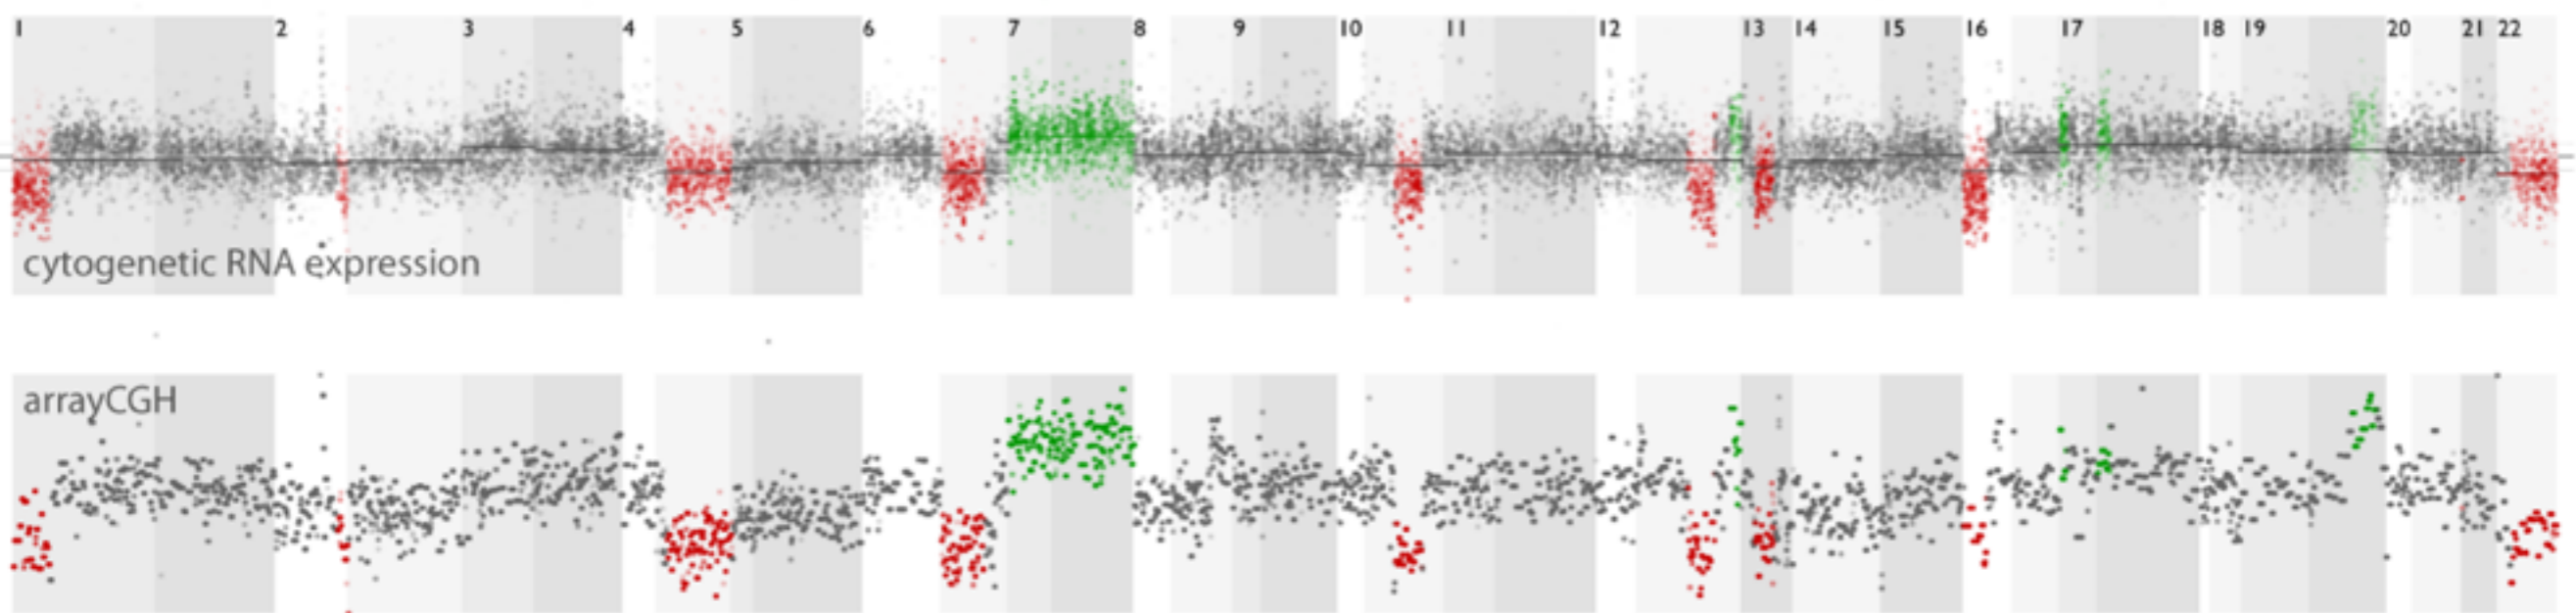 1 2 3 4 5 6 7 8 9 10 11 12 13 14 15 16 17 18 19 20 21 22
cytogenetic RNA expression
arrayCGH